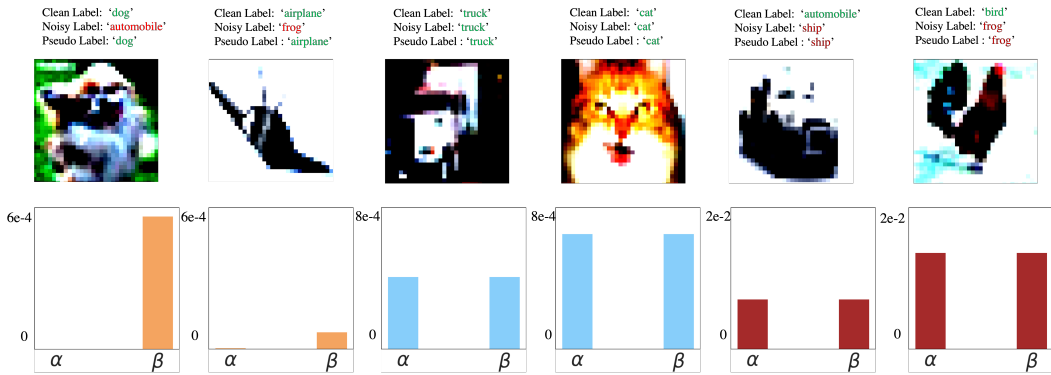 Clean Label: ‘dog’
Noisy Label: ‘automobile’
Pseudo Label: ‘dog’
Clean Label: ‘airplane’
Noisy Label: ‘frog’
Pseudo Label : ‘airplane’
Clean Label: ‘truck’
Noisy Label: ‘truck’
Pseudo Label : ‘truck’
Clean Label: ‘cat’
Noisy Label: ‘cat’
Pseudo Label : ‘cat’
Clean Label: ‘automobile’
Noisy Label: ‘ship’
Pseudo Label : ‘ship’
Clean Label: ‘bird’
Noisy Label: ‘frog’
Pseudo Label : ‘frog’
6e-4
0
α β
6e-4
0
α β
8e-4
0
α β
8e-4
0
α β
2e-2
0
α β
2e-2
0
α β